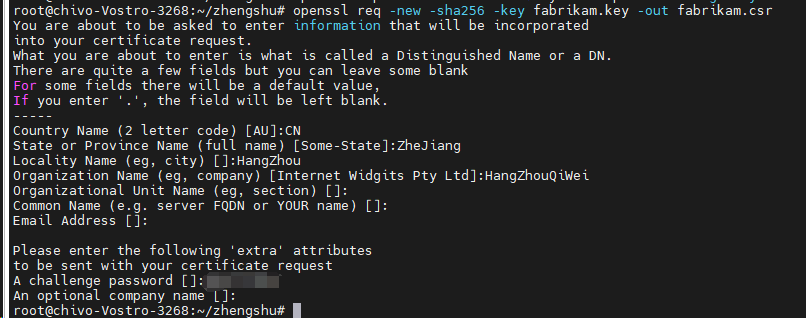 root@chivo-Vostro-3268:~/zhengshu# openssl req -new -sha256 -key fabrikam.key -out fabrikam.csr
You are about to be asked to enter information that will be incorporated
into your certificate request.
What you are about to enter is what is called a Distinguished Name or a DN.
There are quite a few fields but you can leave some blank
For some fields there will be a default value,
If you enter '.', the field will be left blank.
-----
Country Name (2 letter code) [AU]:CN
State or Province Name (full name) [Some-State]:ZheJiang
Locality Name (eg, city) []:HangZhou
Organization Name (eg, company) [Internet Widgits Pty Ltd]:HangZhouQiWei
Organizational Unit Name (eg, section) []:
Common Name (e.g. server FQDN or YOUR name) []:
Email Address []:
Please enter the following 'extra' attributes
to be sent with your certificate request
A challenge password []:
An optional company name []:
root@chivo-Vostro-3268:~/zhengshu#